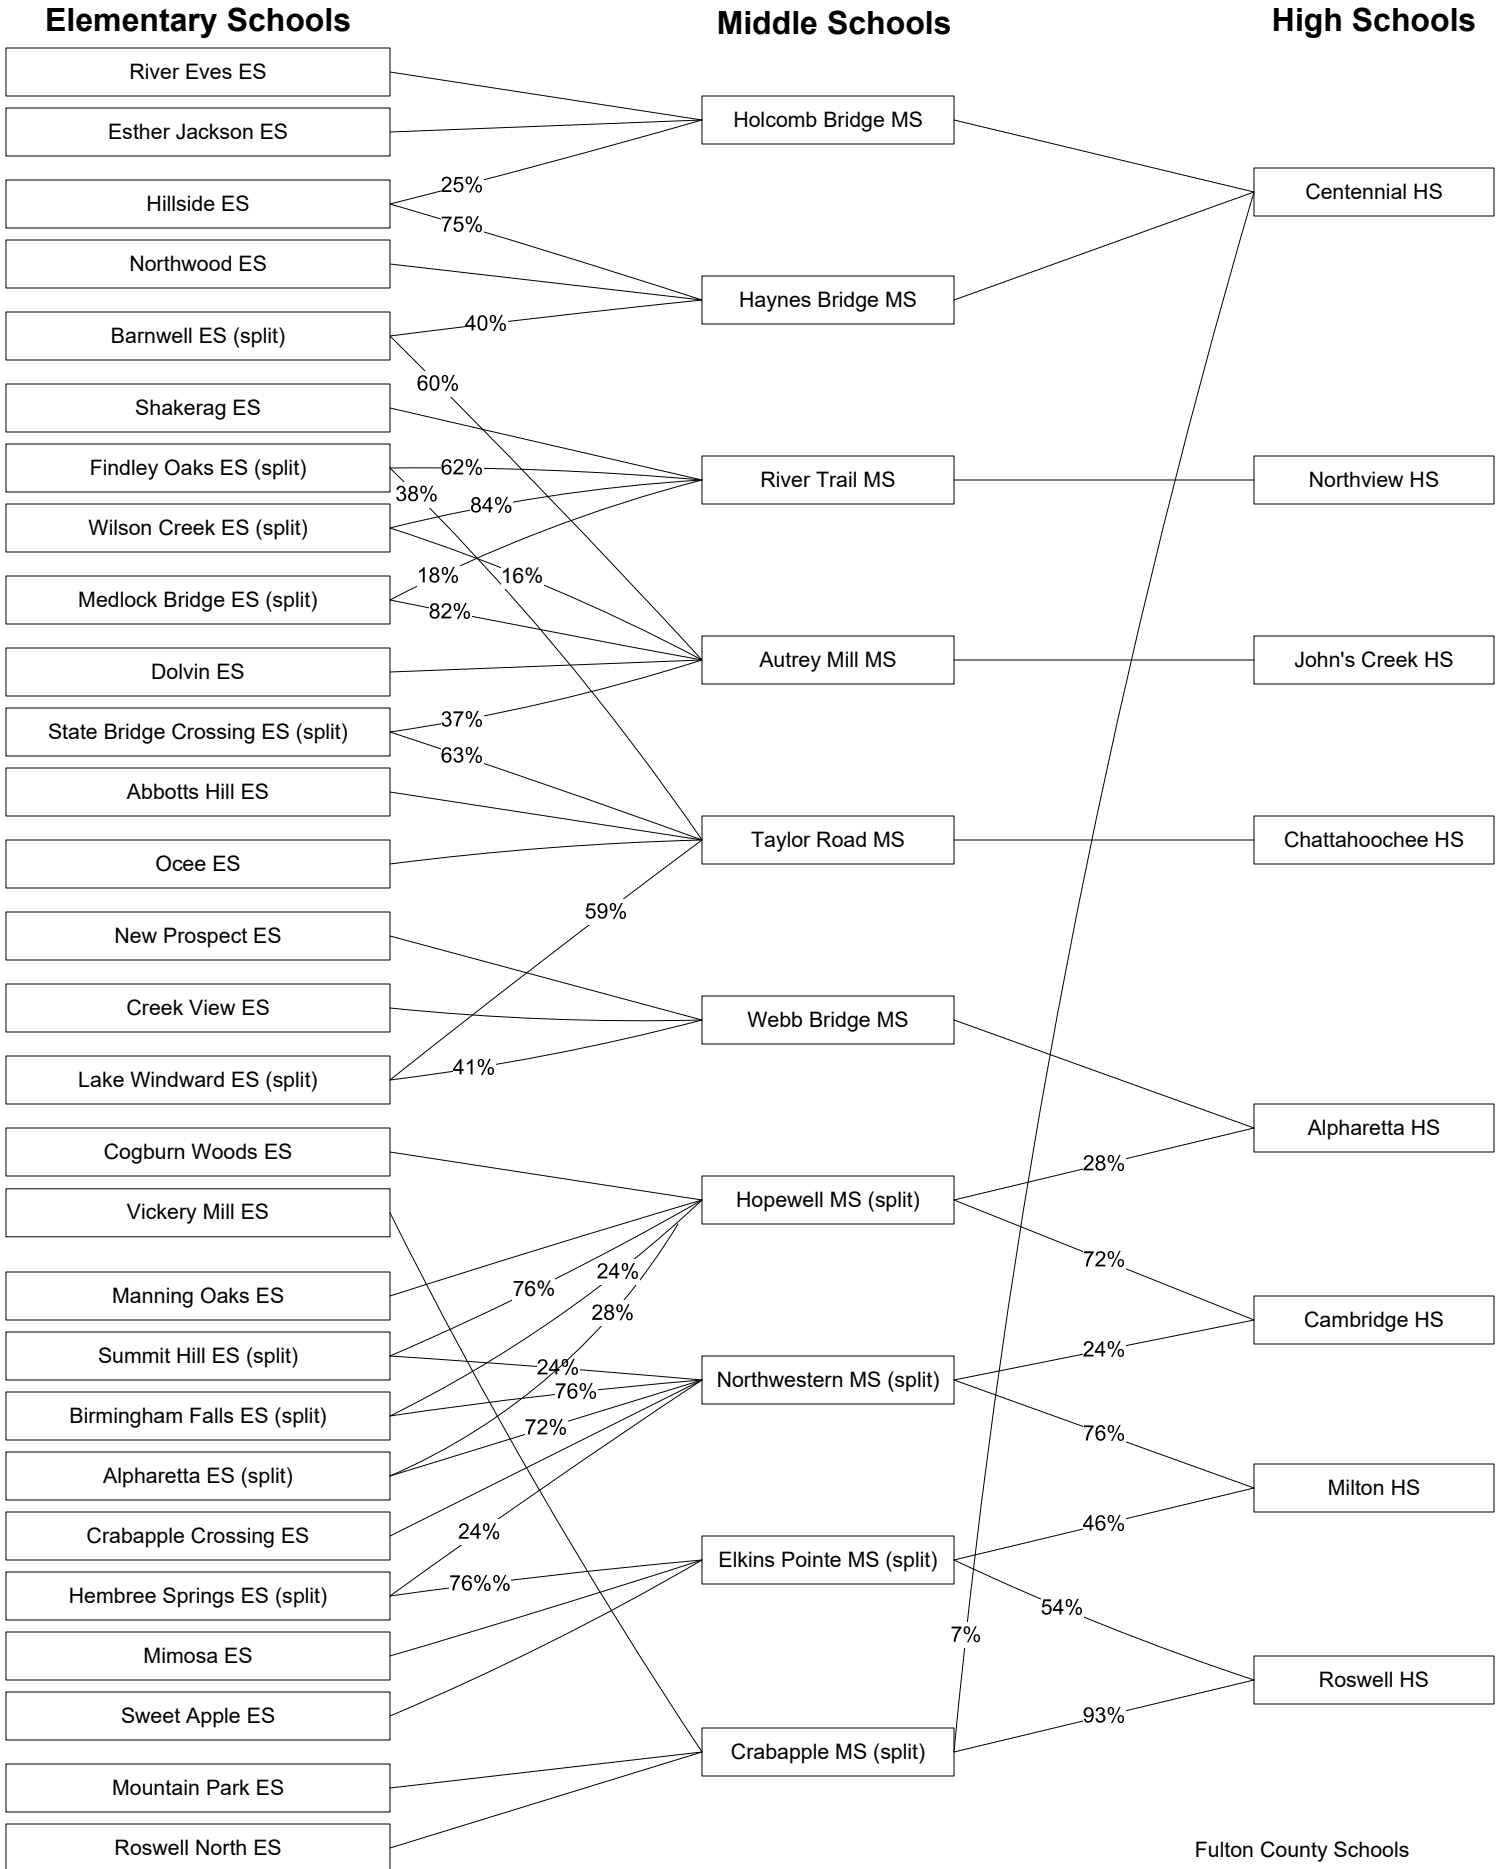 Elementary Schools
Middle Schools
High Schools
River Eves ES
Esther Jackson ES
Hillside ES
Northwood ES
Barnwell ES (split)
Shakerag ES
Findley Oaks ES (split)
Wilson Creek ES (split)
Medlock Bridge ES (split)
Dolvin ES
State Bridge Crossing ES (split)
Abbotts Hill ES
Ocee ES
New Prospect ES
Creek View ES
Lake Windward ES (split)
Cogburn Woods ES
Vickery Mill ES
Manning Oaks ES
Summit Hill ES (split)
Birmingham Falls ES (split)
Alpharetta ES (split)
Crabapple Crossing ES
Hembree Springs ES (split)
Mimosa ES
Sweet Apple ES
Mountain Park ES
Roswell North ES
25%
75%
40%
60%
62%
38%
84%
18%
16%
82%
37%
63%
59%
41%
24%
76%
28%
24%
76%
72%
24%
76%%
Holcomb Bridge MS
Haynes Bridge MS
River Trail MS
Autrey Mill MS
Taylor Road MS
Webb Bridge MS
Hopewell MS (split)
Northwestern MS (split)
Elkins Pointe MS (split)
Crabapple MS (split)
28%
72%
24%
76%
46%
54%
7%
93%
Centennial HS
Northview HS
John's Creek HS
Chattahoochee HS
Alpharetta HS
Cambridge HS
Milton HS
Roswell HS
Fulton County Schools